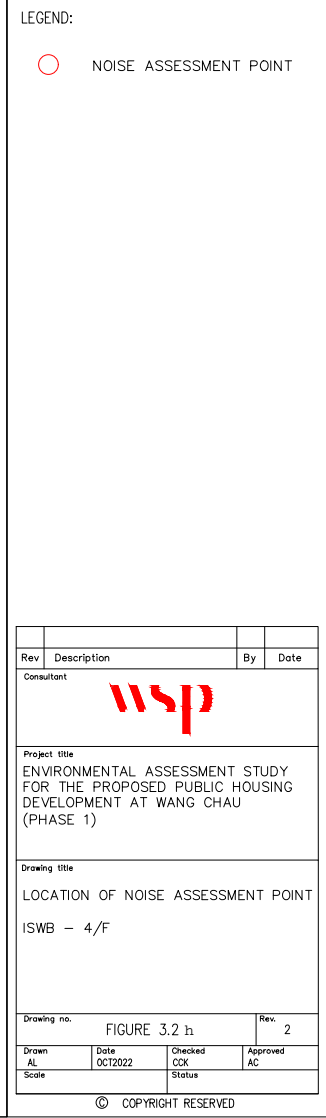 LEGEND:
NOISE ASSESSMENT POINT
Rev Description By Date
Consultant
wsp
Project title
ENVIRONMENTAL ASSESSMENT STUDY
FOR THE PROPOSED PUBLIC HOUSING
DEVELOPMENT AT WANG CHAU
(PHASE 1)
Drawing title
LOCATION OF NOISE ASSESSMENT POINT
ISWB – 4/F
Drawing no. Rev.
FIGURE 3.2 h 2
Drawn Date Checked Approved
AL OCT2022 CCK AC
Scale Status
© COPYRIGHT RESERVED